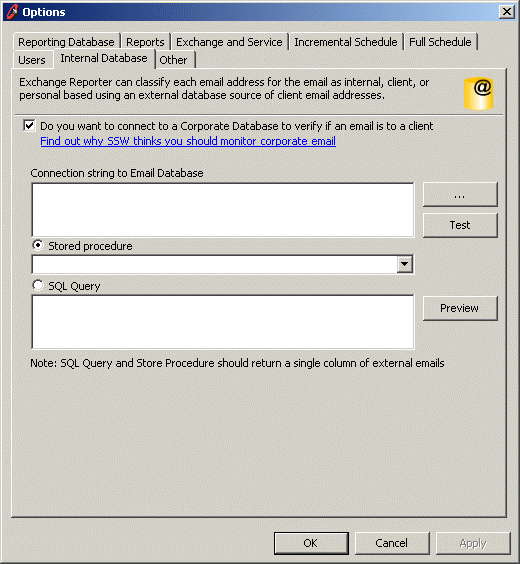 Options
Reporting Database Reports Exchange and Service Incremental Schedule Full Schedule
Users Internal Database Other
Exchange Reporter can classify each email address for the email as internal, client, or
personal based using an external database source of client email addresses.
@
Do you want to connect to a Corporate Database to verify if an email is to a client
Find out why SSW thinks you should monitor corporate email
Connection string to Email Database
...
Test
Stored procedure
SQL Query
Preview
Note: SQL Query and Store Procedure should return a single column of external emails
OK Cancel Apply